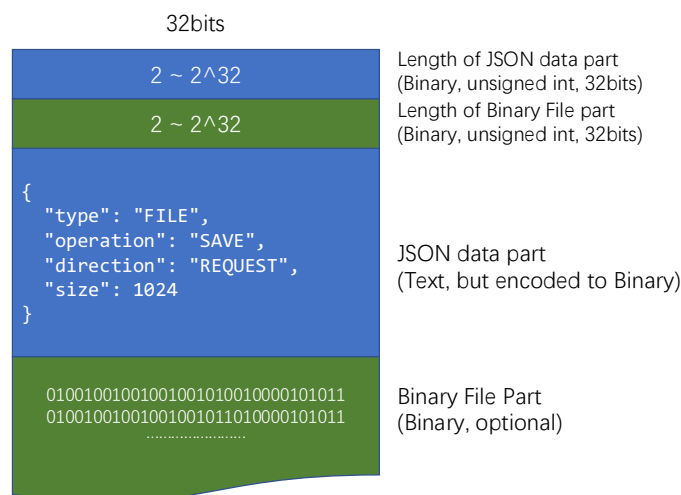 32bits
2 ~ 2^32
Length of JSON data part
(Binary, unsigned int, 32bits)
2 ~ 2^32
Length of Binary File part
(Binary, unsigned int, 32bits)
{
"type": "FILE",
"operation": "SAVE",
"direction": "REQUEST",
"size": 1024
}
JSON data part
(Text, but encoded to Binary)
01001001001001001010010000101011
01001001001001001011010000101011
........................
Binary File Part
(Binary, optional)